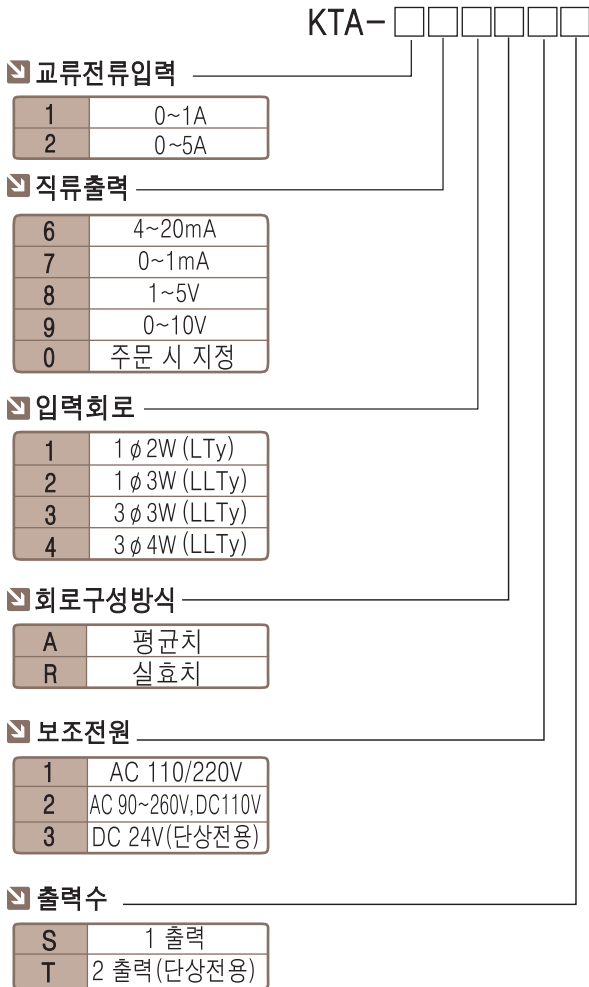 KTA-□□□□□□
교류전류입력
1 0~1A
2 0~5A
직류출력
6 4~20mA
7 0~1mA
8 1~5V
9 0~10V
0 주문 시 지정
입력회로
1 1ø2W (LTy)
2 1ø3W (LLTy)
3 3ø3W (LLTy)
4 3ø4W (LLTy)
회로구성방식
A 평균치
R 실효치
보조전원
1 AC 110/220V
2 AC 90~260V,DC110V
3 DC 24V(단상전용)
출력수
S 1 출력
T 2 출력(단상전용)